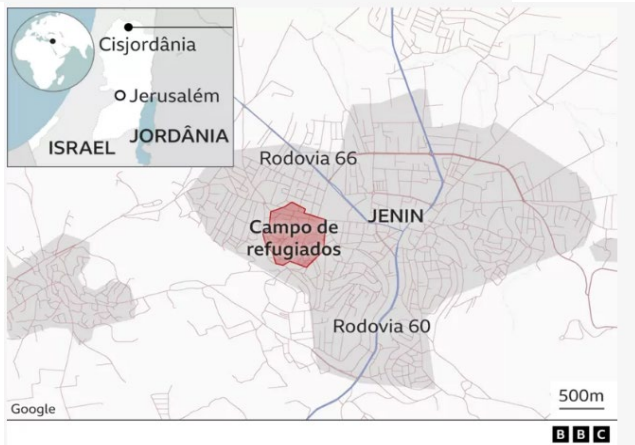 Cisjordânia
Jerusalém
ISRAEL
JORDÂNIA
Rodovia 66
JENIN
Campo de
refugiados
Rodovia 60
500m
Google
BBC